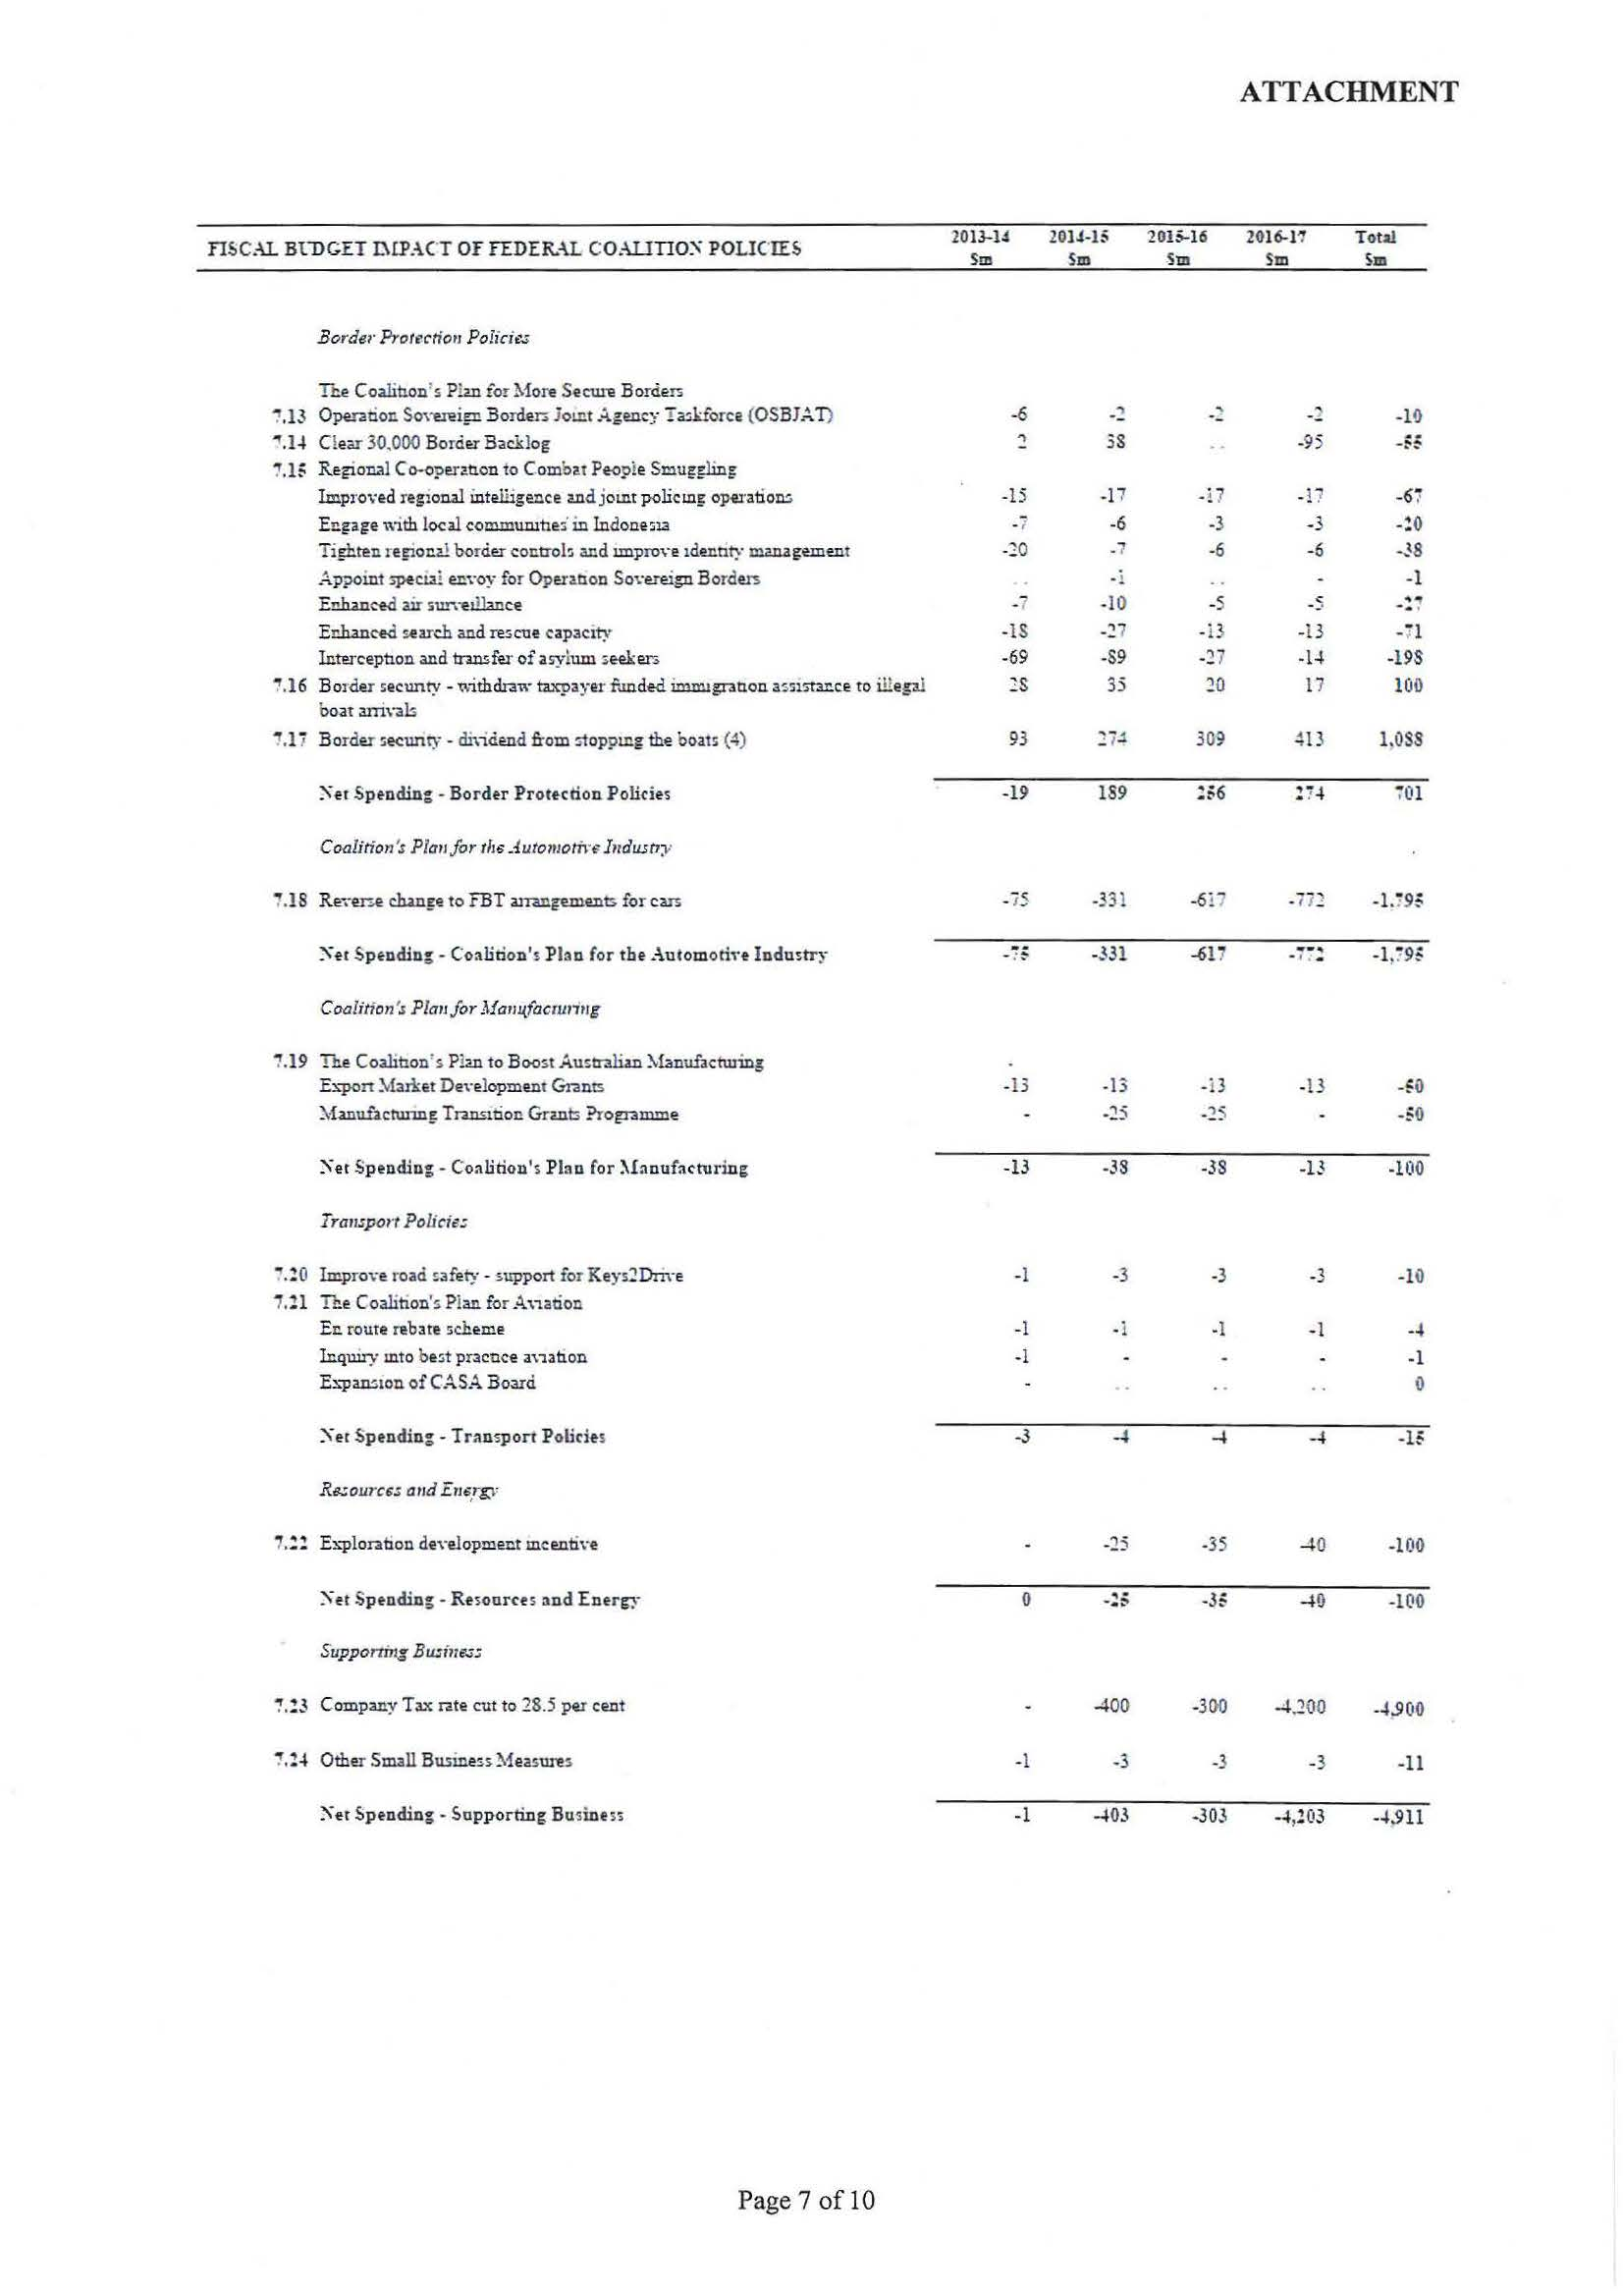 ATTACHMENT
FISCAL BUDGET IMPACT OF FEDERAL COALITION POLICIES 2013-14 2014-15 2015-16 2016-17 Total
$m $m $m $m $m
Border Protection Policies
The Coalition's Plan for More Secure Borders
7.13 Operation Sovereign Borders Joint Agency Taskforce (OSBJAT) -6 -2 -2 -2 -10
7.14 Clear 30,000 Border Backlog 2 38 .. -95 -55
7.15 Regional Co-operation to Combat People Smuggling
Improved regional intelligence and joint policing operations -15 -17 -17 -17 -67
Engage with local communities in Indonesia -7 -6 -3 -3 -20
Tighten regional border controls and improve identity management -20 -7 -6 -6 -38
Appoint special envoy for Operation Sovereign Borders .. -1 .. - -1
Enhanced air surveillance -7 -10 -5 -5 -27
Enhanced search and rescue capacity -18 -27 -13 -13 -71
Interception and transfer of asylum seekers -69 -89 -27 -14 -198
7.16 Border security - withdraw taxpayer funded immigration assistance to illegal 28 35 20 17 100
boat arrivals
7.17 Border security - dividend from stopping the boats (4) 93 274 309 413 1,088
Net Spending - Border Protection Policies -19 189 256 274 701
Coalition's Plan for the Automotive Industry
7.18 Reverse change to FBT arrangements for cars -75 -331 -617 -772 -1,795
Net Spending - Coalition's Plan for the Automotive Industry -75 -331 -617 -772 -1,795
Coalition's Plan for Manufacturing
7.19 The Coalition's Plan to Boost Australian Manufacturing
Export Market Development Grants -13 -13 -13 -13 -50
Manufacturing Transition Grants Programme - -25 -25 - -50
Net Spending - Coalition's Plan for Manufacturing -13 -38 -38 -13 -100
Transport Policies
7.20 Improve road safety - support for Keys2Drive -1 -3 -3 -3 -10
7.21 The Coalition's Plan for Aviation
En route rebate scheme -1 -1 -1 -1 -4
Inquiry into best practice aviation -1 - - - -1
Expansion of CASA Board - .. .. .. 0
Net Spending - Transport Policies -3 -4 -4 -4 -15
Resources and Energy
7.22 Exploration development incentive - -25 -35 -40 -100
Net Spending - Resources and Energy 0 -25 -35 -40 -100
Supporting Business
7.23 Company Tax rate cut to 28.5 per cent - -400 -300 -4,200 -4,900
7.24 Other Small Business Measures -1 -3 -3 -3 -11
Net Spending - Supporting Business -1 -403 -303 -4,203 -4,911
Page 7 of 10